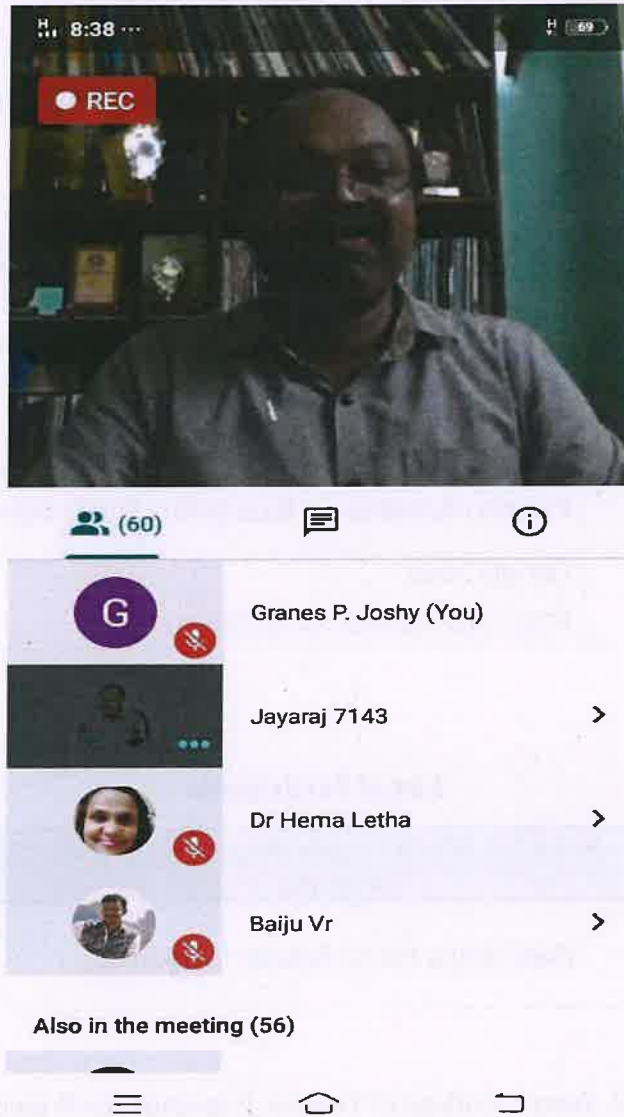 H 8:38 ...
H 69
REC
(60)
G
Granes P. Joshy (You)
Jayaraj 7143
Dr Hema Letha
Baiju Vr
Also in the meeting (56)